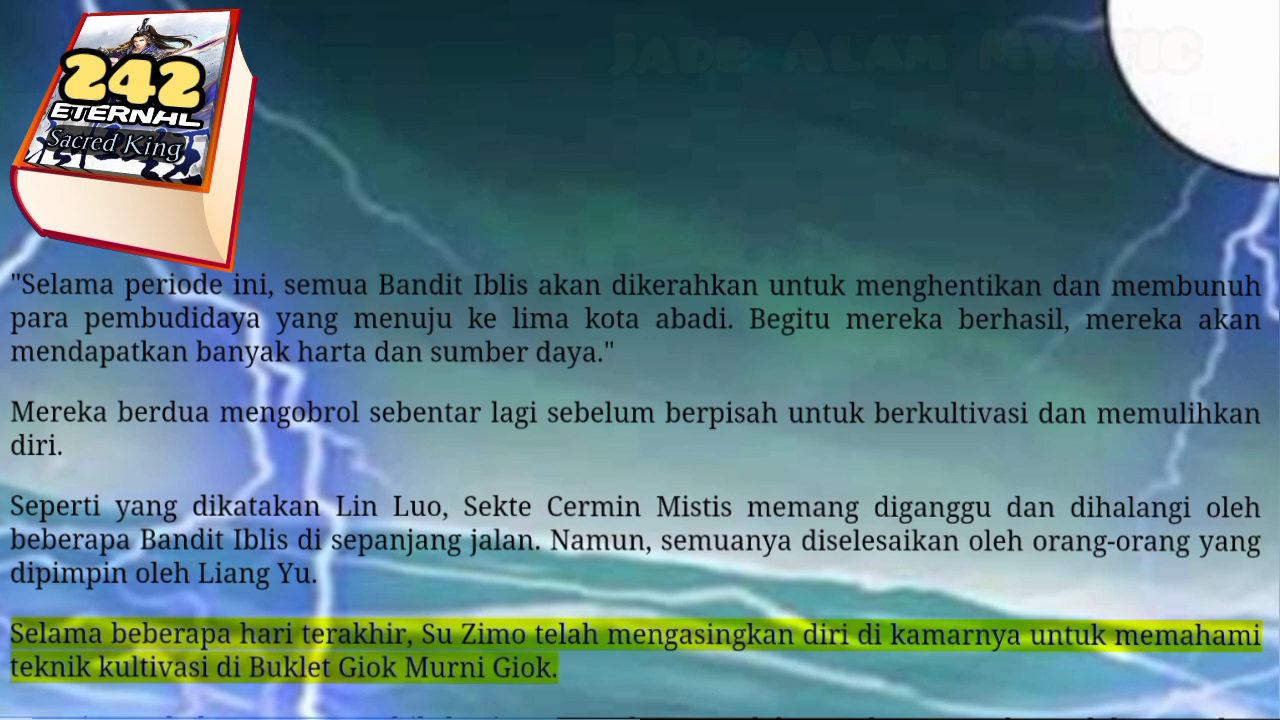 JADE ALAM MYSTIC
242
ETERNAL
Sacred King
"Selama periode ini, semua Bandit Iblis akan dikerahkan untuk menghentikan dan membunuh
para pembudidaya yang menuju ke lima kota abadi. Begitu mereka berhasil, mereka akan
mendapatkan banyak harta dan sumber daya."
Mereka berdua mengobrol sebentar lagi sebelum berpisah untuk berkultivasi dan memulihkan
diri.
Seperti yang dikatakan Lin Luo, Sekte Cermin Mistis memang diganggu dan dihalangi oleh
beberapa Bandit Iblis di sepanjang jalan. Namun, semuanya diselesaikan oleh orang-orang yang
dipimpin oleh Liang Yu.
Selama beberapa hari terakhir, Su Zimo telah mengasingkan diri di kamarnya untuk memahami
teknik kultivasi di Buklet Giok Murni Giok.